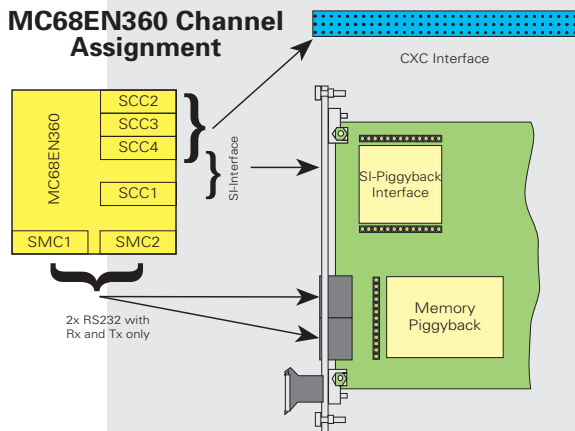 MC68EN360 Channel
Assignment
CXC Interface
MC68EN360
SCC2
SCC3
SCC4
SCC1
SMC1
SMC2
SI-Interface
SI-Piggyback
Interface
2x RS232 with
Rx and Tx only
Memory
Piggyback